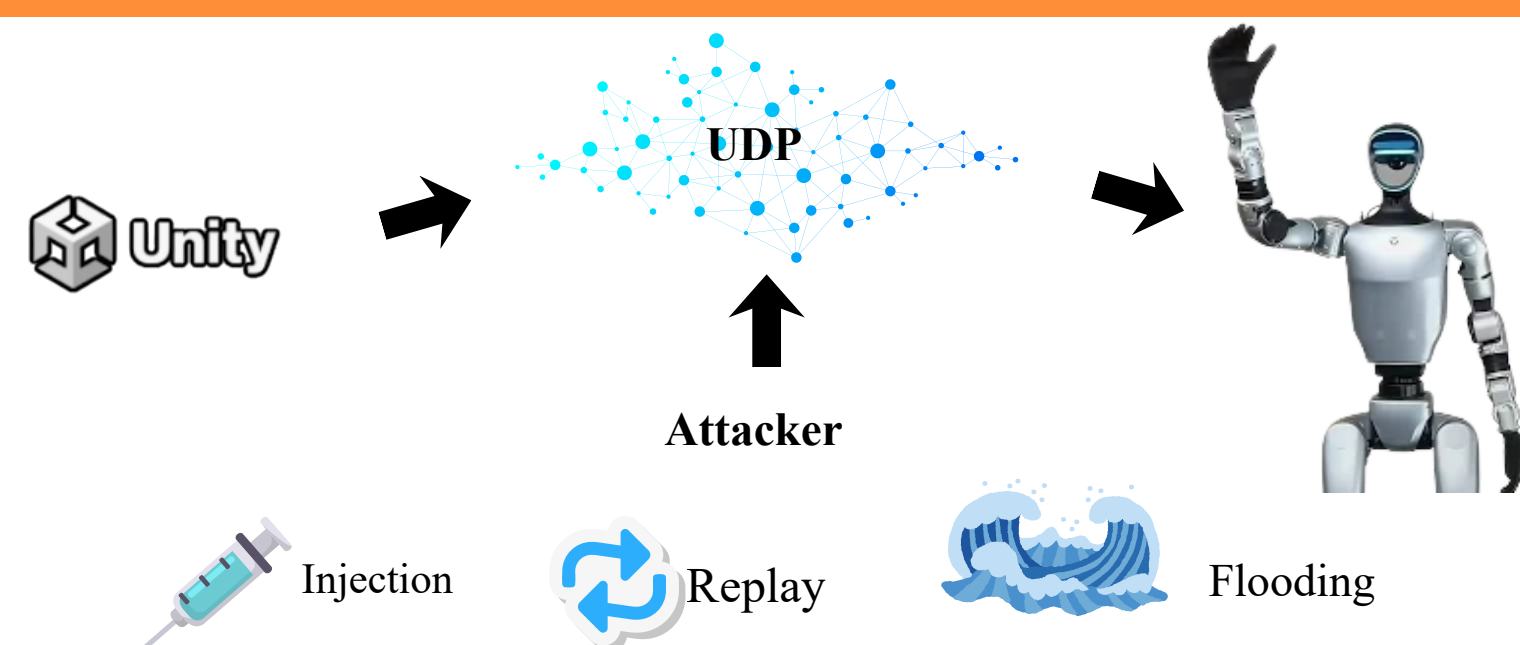 UDP
Unity
Attacker
Injection
Replay
Flooding